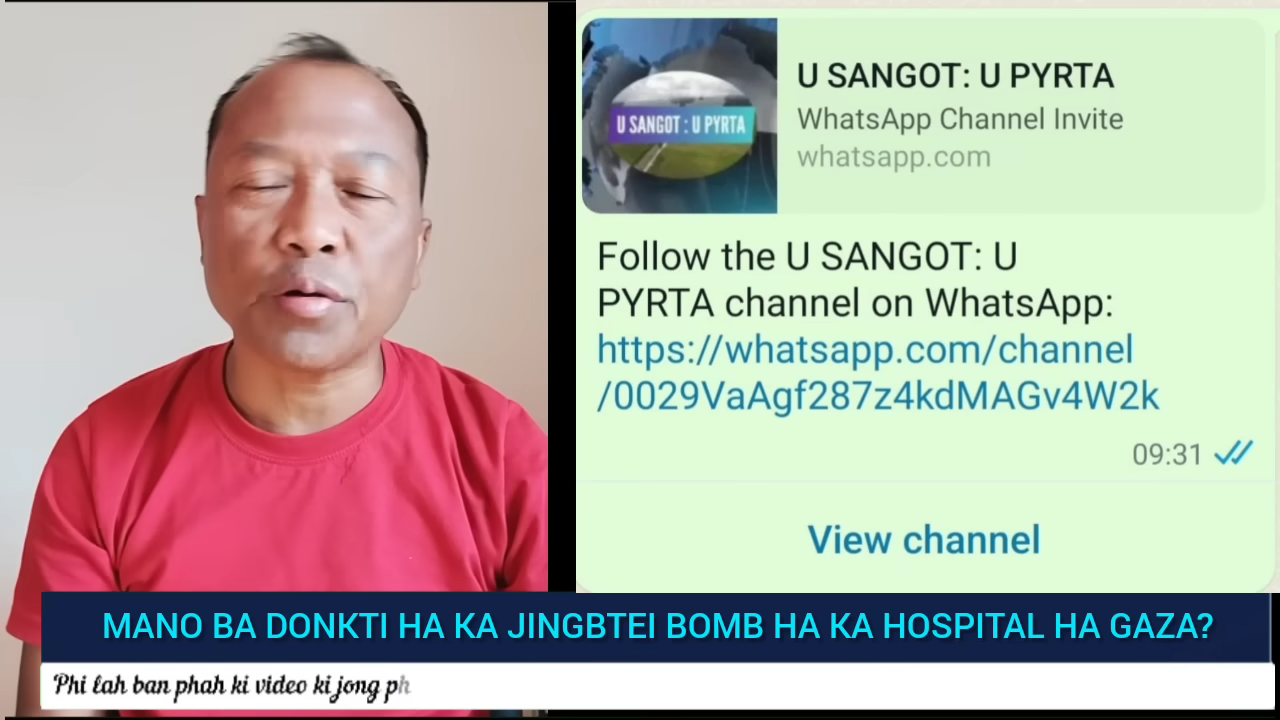 U SANGOT : U PYRTA
U SANGOT: U PYRTA
WhatsApp Channel Invite
whatsapp.com
Follow the U SANGOT: U
PYRTA channel on WhatsApp:
https://whatsapp.com/channel
/0029VaAgf287z4kdMAGv4W2k
09:31
View channel
MANO BA DONKTI HA KA JINGBTEI BOMB HA KA HOSPITAL HA GAZA?
Phi lah ban phah ki video ki jong ph